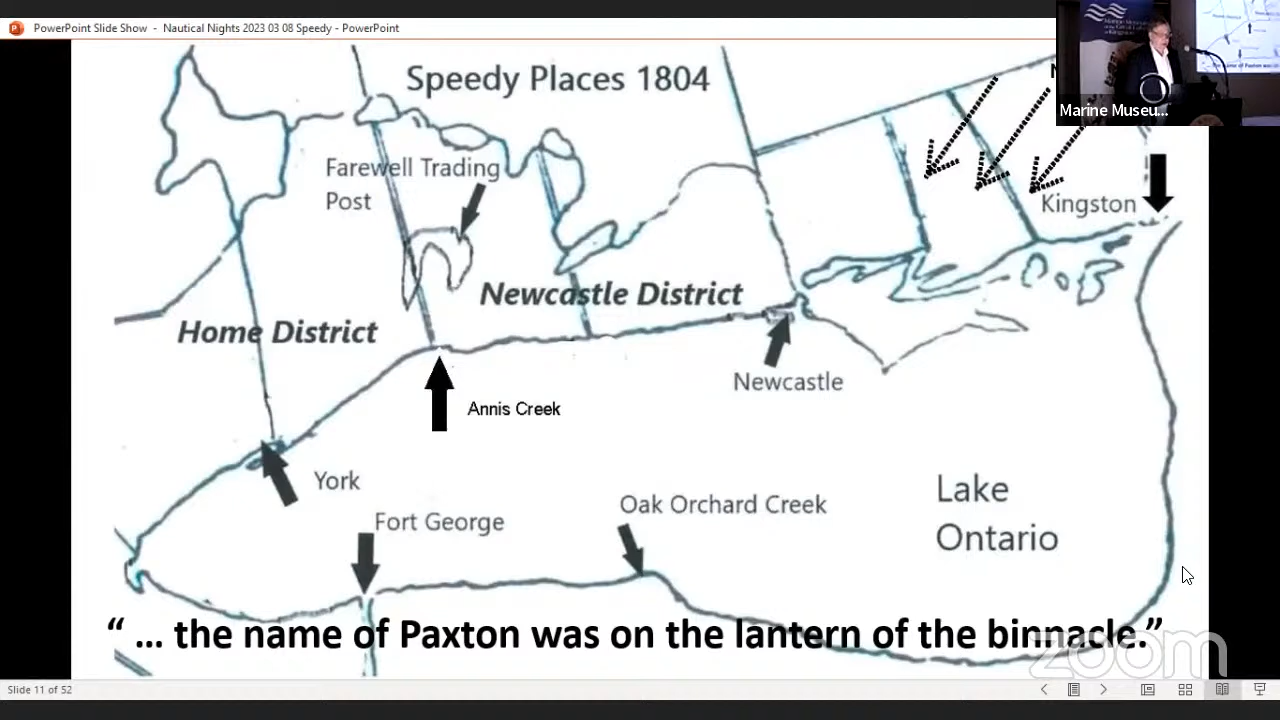 PowerPoint Slide Show - Nautical Nights 2023 03 08 Speedy - PowerPoint
Marine Museu...
Speedy Places 1804
Farewell Trading
Post
Kingston
Newcastle District
Home District
Newcastle
Annis Creek
York
Oak Orchard Creek
Lake
Ontario
Fort George
“ ... the name of Paxton was on the lantern of the binnacle.”
zoom
Slide 11 of 52